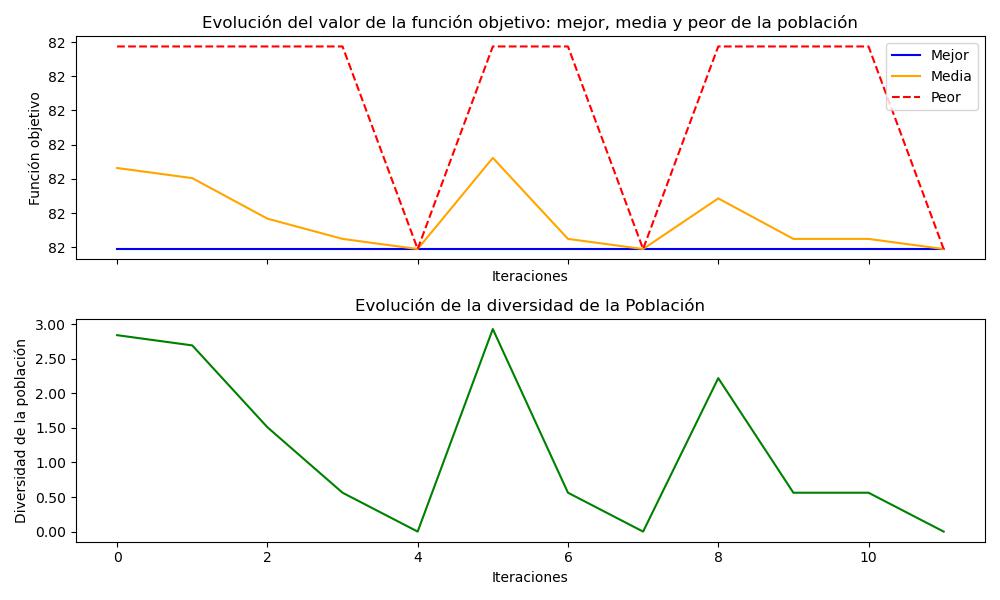 Evolución del valor de la función objetivo: mejor, media y peor de la población
82
82
82
82
82
82
82
Función objetivo
Mejor
Media
Peor
Iteraciones
Evolución de la diversidad de la Población
3.00
2.50
2.00
1.50
1.00
0.50
0.00
Diversidad de la población
0 2 4 6 8 10
Iteraciones